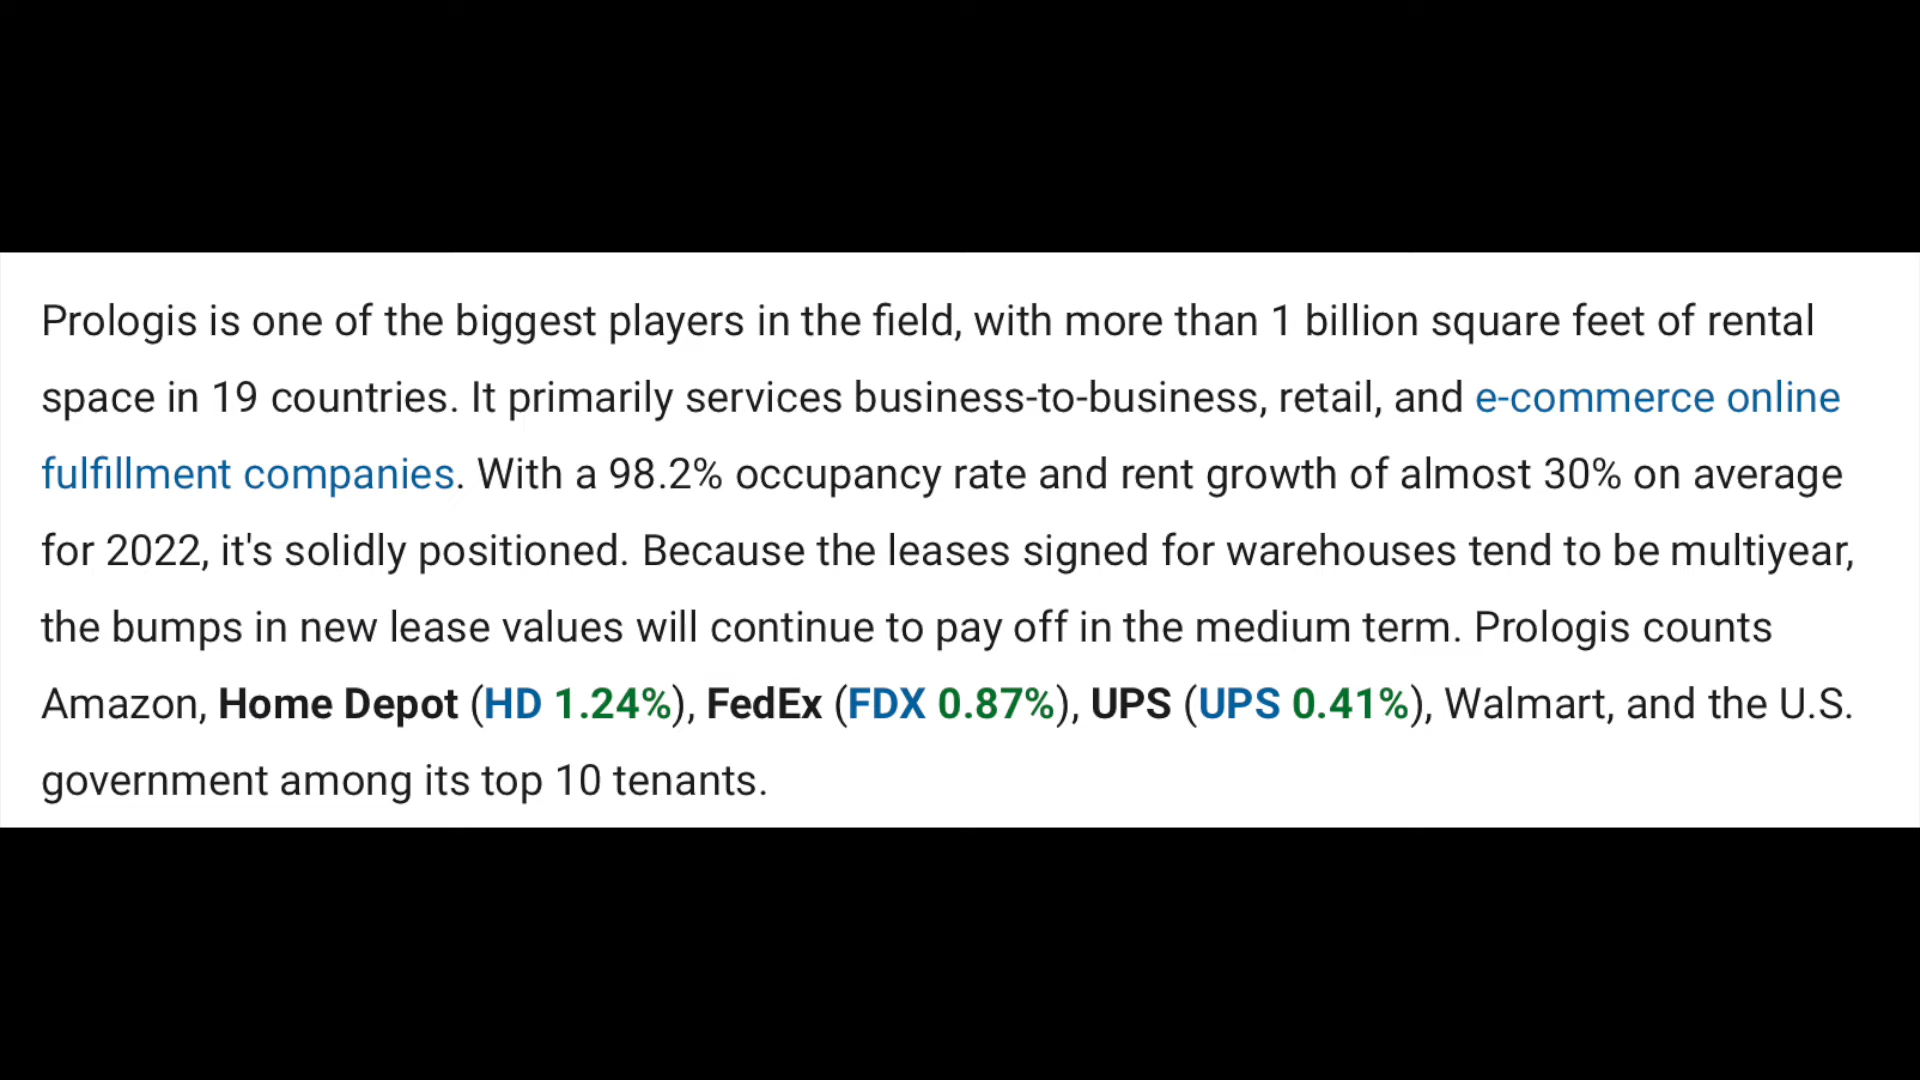 Prologis is one of the biggest players in the field, with more than 1 billion square feet of rental
space in 19 countries. It primarily services business-to-business, retail, and e-commerce online
fulfillment companies. With a 98.2% occupancy rate and rent growth of almost 30% on average
for 2022, it's solidly positioned. Because the leases signed for warehouses tend to be multiyear,
the bumps in new lease values will continue to pay off in the medium term. Prologis counts
Amazon, Home Depot (HD 1.24%), FedEx (FDX 0.87%), UPS (UPS 0.41%), Walmart, and the U.S.
government among its top 10 tenants.